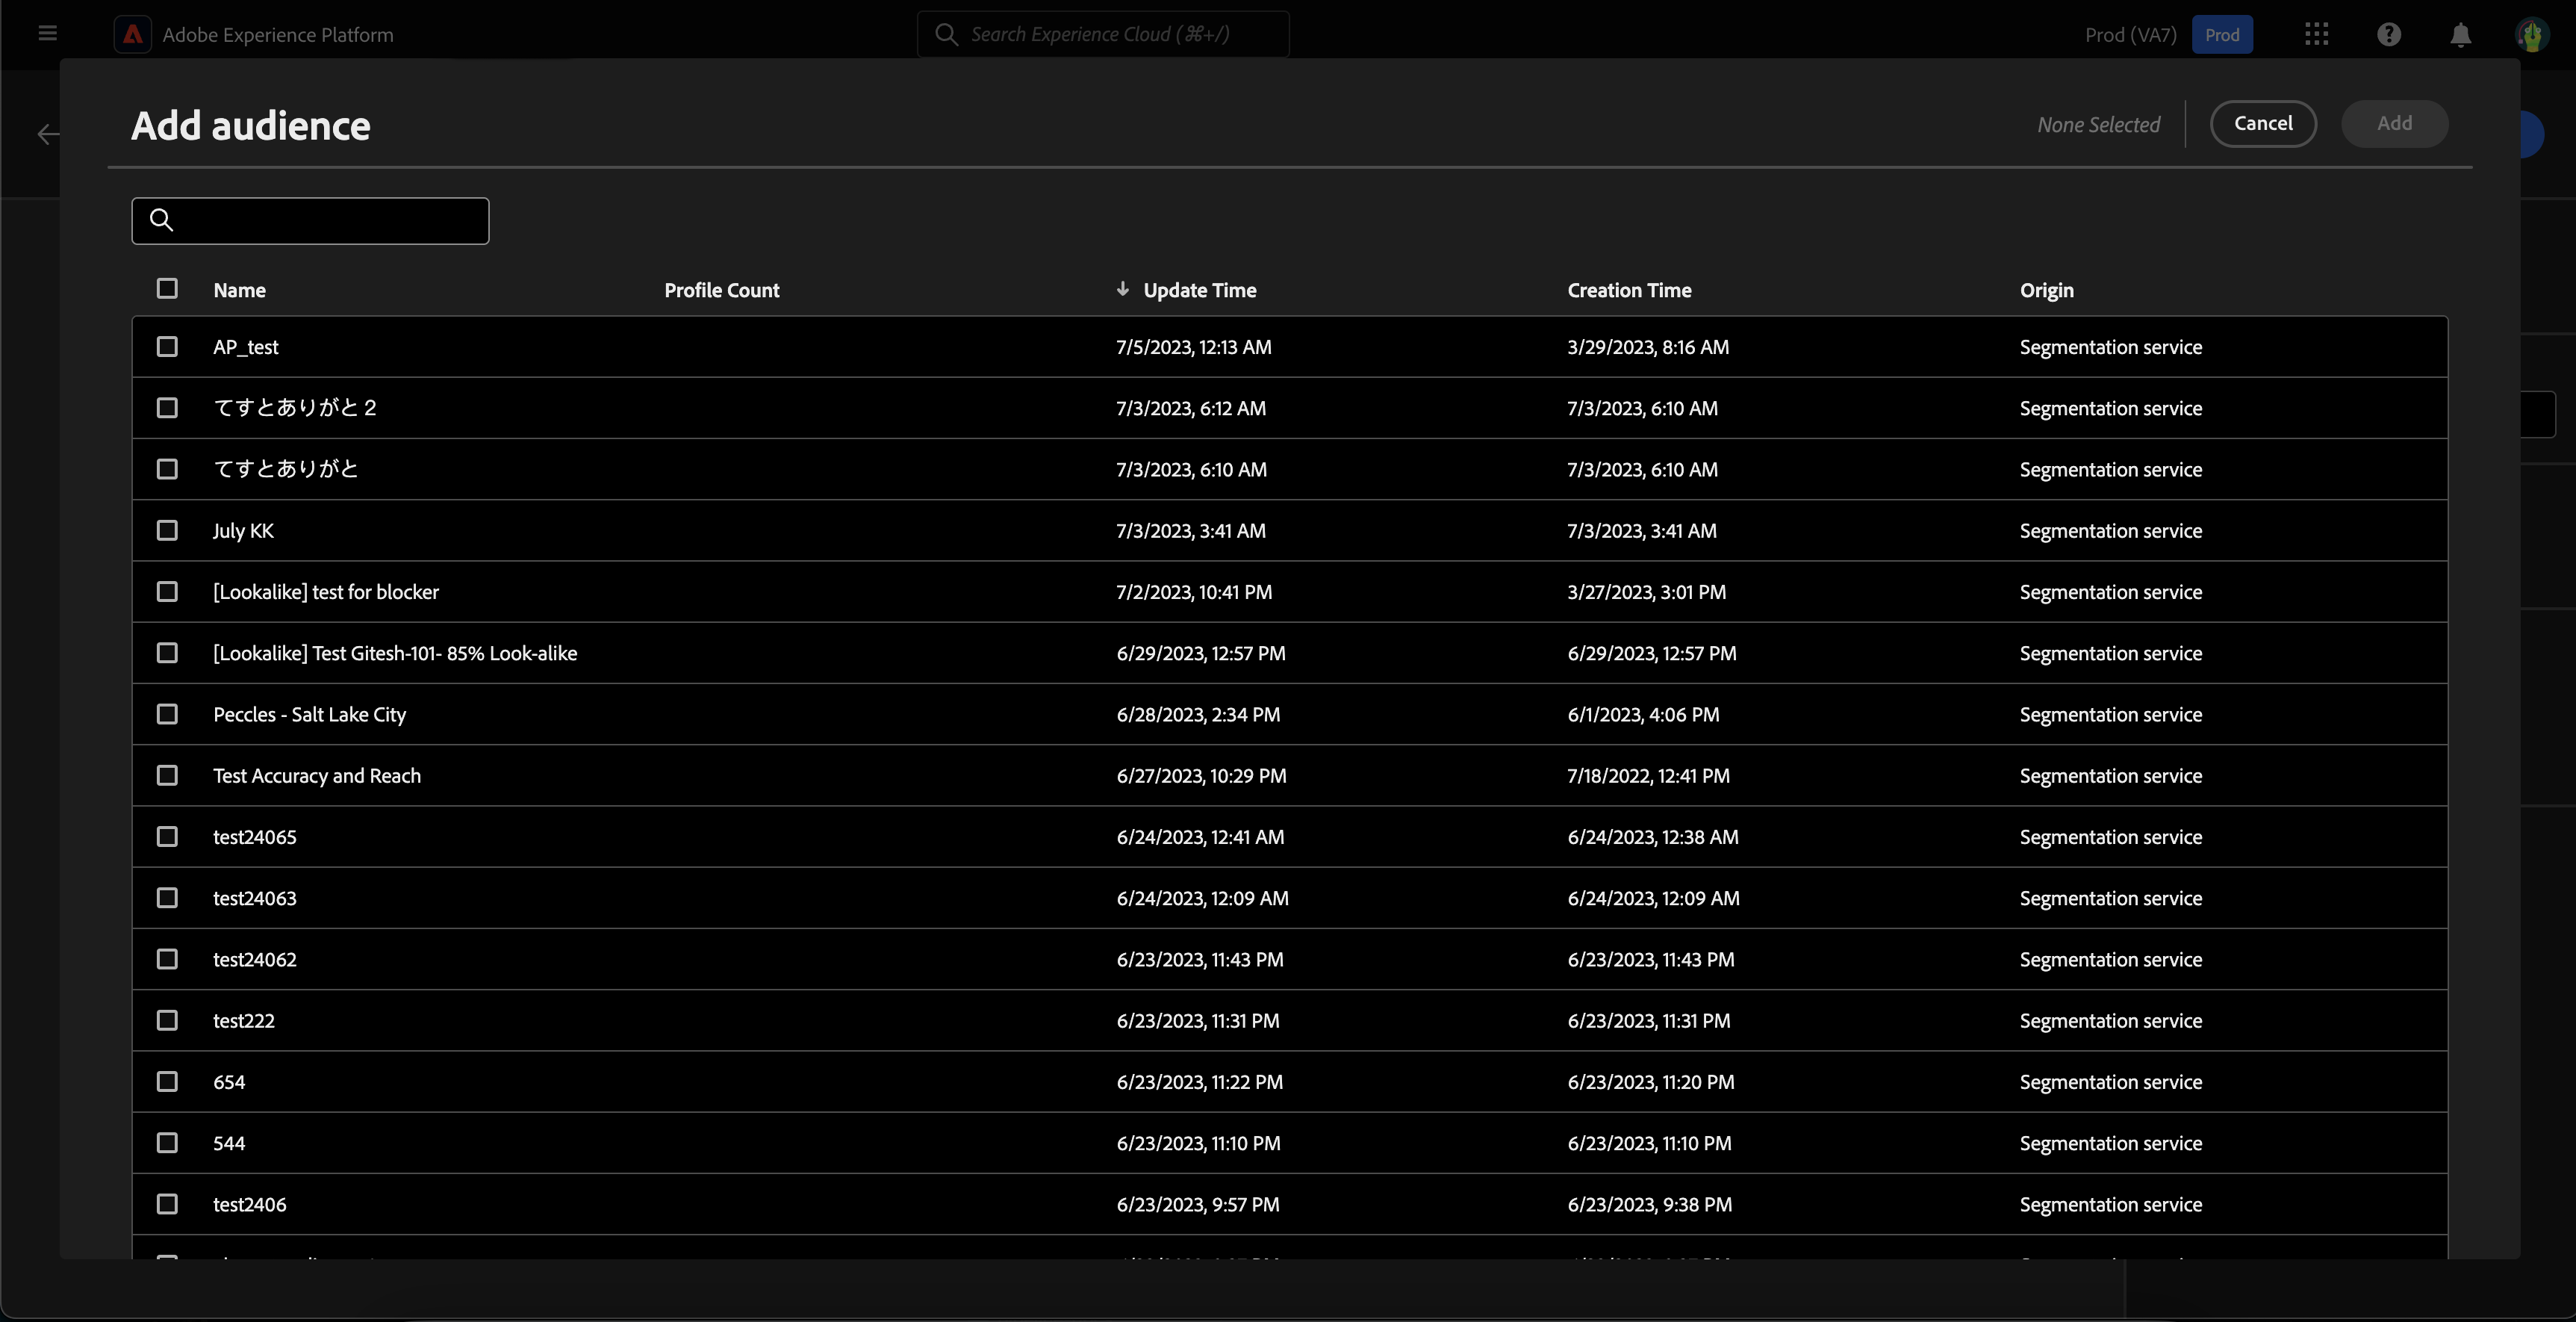 Adobe Experience Platform
Search Experience Cloud (⌘+/)
Prod (VA7) Prod
Add audience
None Selected Cancel Add
Name Profile Count Update Time Creation Time Origin
AP_test 7/5/2023, 12:13 AM 3/29/2023, 8:16 AM Segmentation service
てすとありがと２ 7/3/2023, 6:12 AM 7/3/2023, 6:10 AM Segmentation service
てすとありがと 7/3/2023, 6:10 AM 7/3/2023, 6:10 AM Segmentation service
July KK 7/3/2023, 3:41 AM 7/3/2023, 3:41 AM Segmentation service
[Lookalike] test for blocker 7/2/2023, 10:41 PM 3/27/2023, 3:01 PM Segmentation service
[Lookalike] Test Gitesh-101- 85% Look-alike 6/29/2023, 12:57 PM 6/29/2023, 12:57 PM Segmentation service
Peccles - Salt Lake City 6/28/2023, 2:34 PM 6/1/2023, 4:06 PM Segmentation service
Test Accuracy and Reach 6/27/2023, 10:29 PM 7/18/2022, 12:41 PM Segmentation service
test24065 6/24/2023, 12:41 AM 6/24/2023, 12:38 AM Segmentation service
test24063 6/24/2023, 12:09 AM 6/24/2023, 12:09 AM Segmentation service
test24062 6/23/2023, 11:43 PM 6/23/2023, 11:43 PM Segmentation service
test222 6/23/2023, 11:31 PM 6/23/2023, 11:31 PM Segmentation service
654 6/23/2023, 11:22 PM 6/23/2023, 11:20 PM Segmentation service
544 6/23/2023, 11:10 PM 6/23/2023, 11:10 PM Segmentation service
test2406 6/23/2023, 9:57 PM 6/23/2023, 9:38 PM Segmentation service